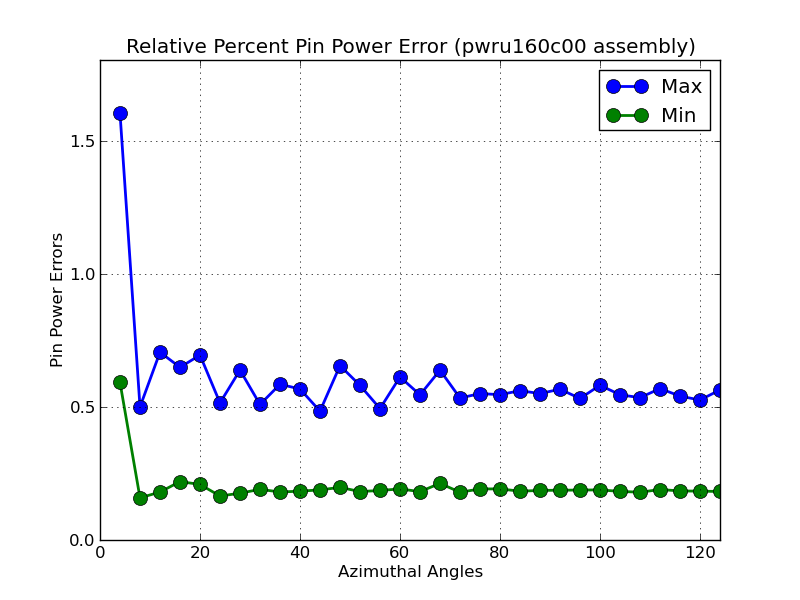 Relative Percent Pin Power Error (pwru160c00 assembly)
Max
Min
Pin Power Errors
1.5
1.0
0.5
0.0
0 20 40 60 80 100 120
Azimuthal Angles